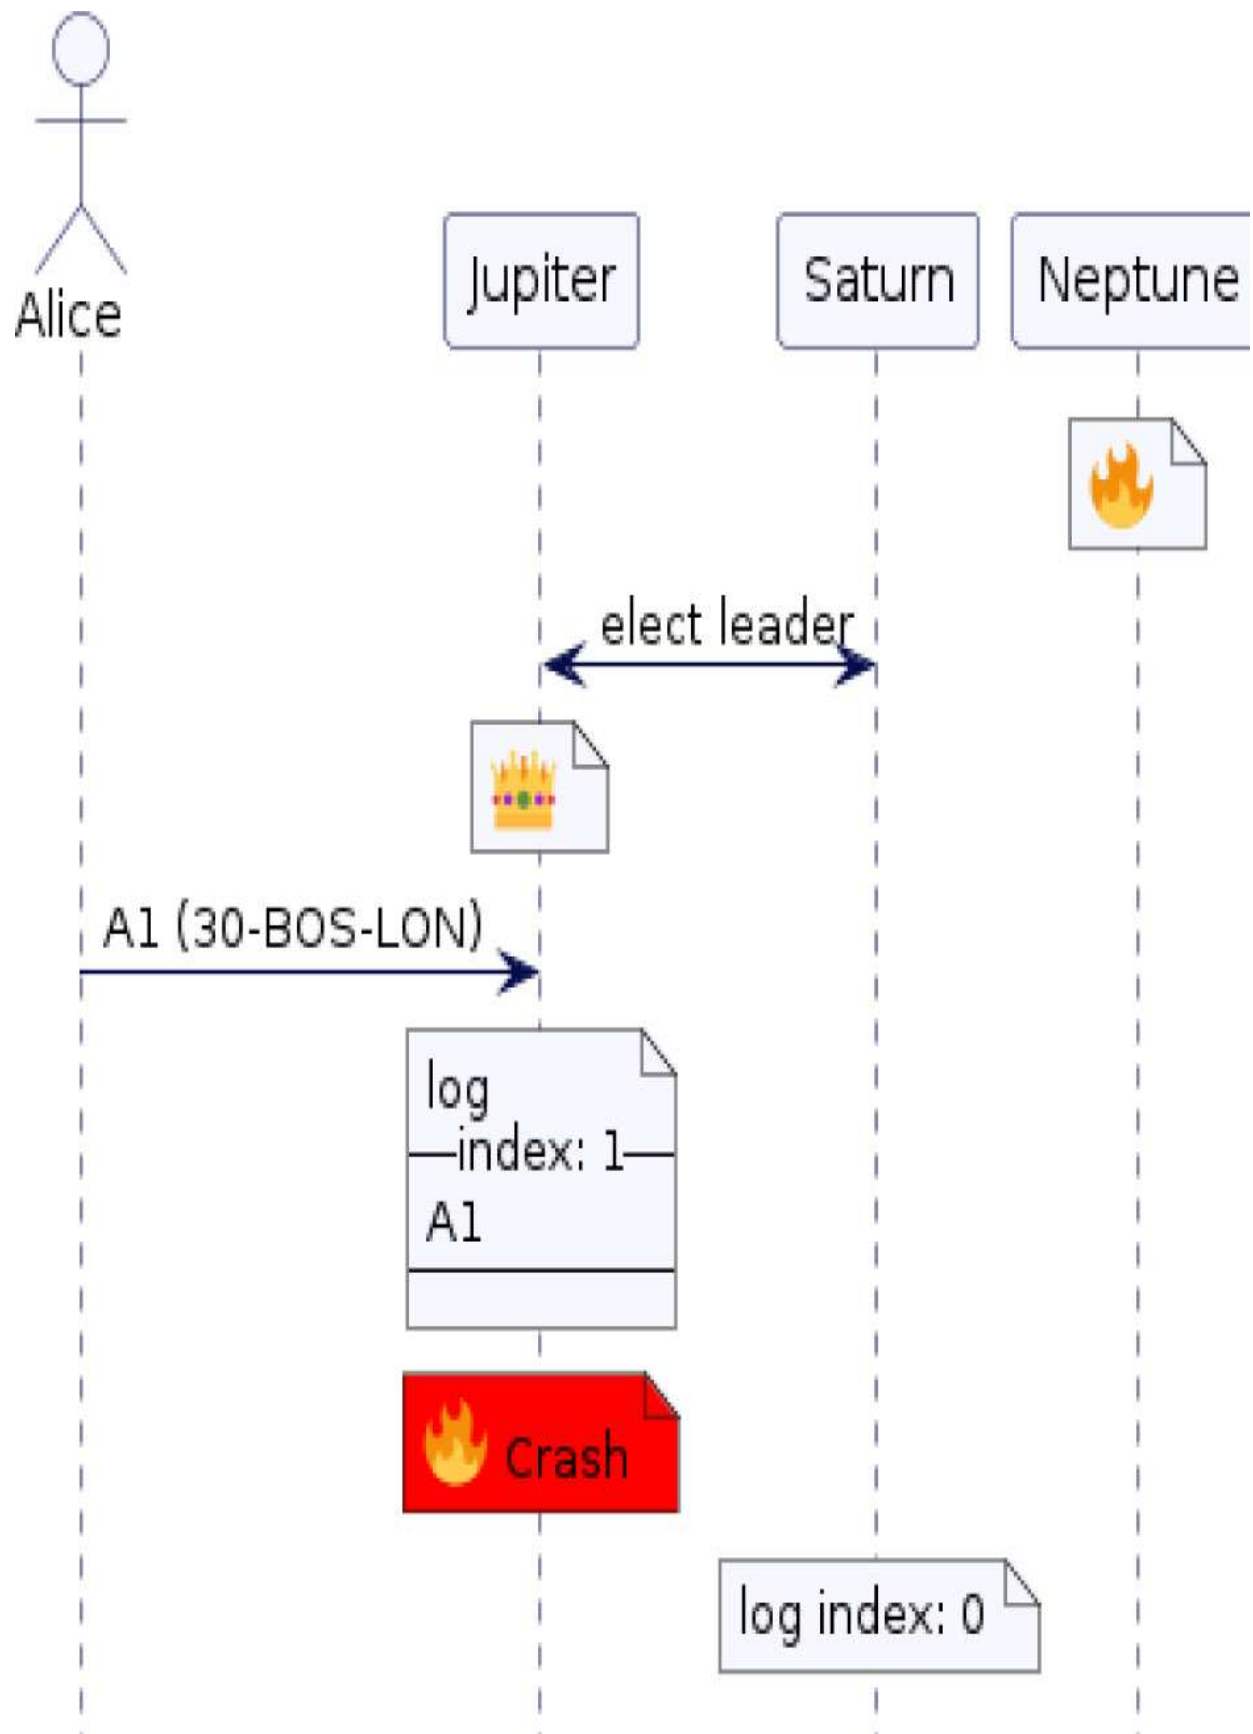 Alice
Jupiter
Saturn
Neptune
elect leader
A1 (30-BOS-LON)
log
index: 1
A1
Crash
log index: 0